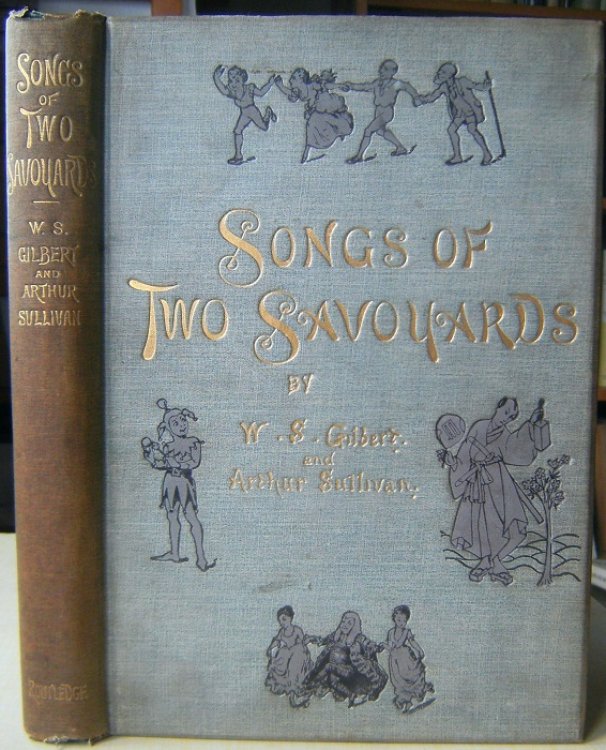 SONGS
OF
TWO
SAVOYARDS
W. S.
GILBERT
AND
ARTHUR
SULLIVAN
ROUTLEDGE
SONGS OF
TWO SAVOYARDS
BY
W. S. Gilbert.
and
Arthur Sullivan.